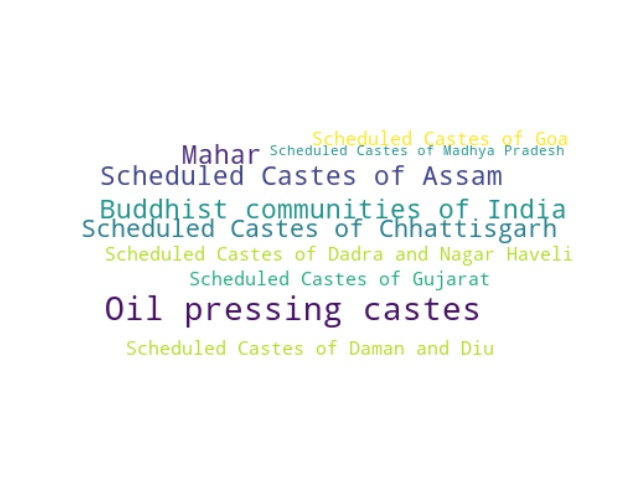 Scheduled Castes of Goa
Mahar
Scheduled Castes of Madhya Pradesh
Scheduled Castes of Assam
Buddhist communities of India
Scheduled Castes of Chhattisgarh
Scheduled Castes of Dadra and Nagar Haveli
Scheduled Castes of Gujarat
Oil pressing castes
Scheduled Castes of Daman and Diu